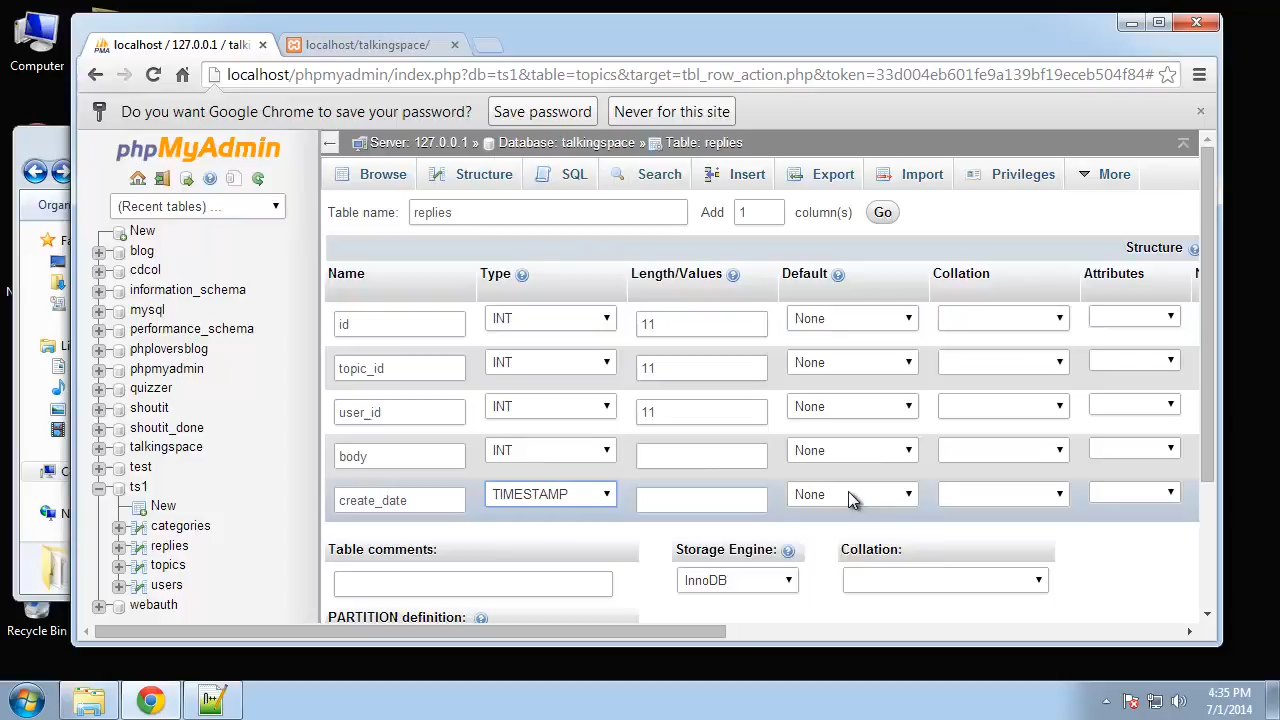 Computer
localhost / 127.0.0.1 / talki
localhost/talkingspace/
localhost/phpmyadmin/index.php?db=ts1&table=topics&target=tbl_row_action.php&token=33d004eb601fe9a139bf19eceb504f84#
Do you want Google Chrome to save your password?
Save password
Never for this site
phpMyAdmin
Server: 127.0.0.1 » Database: talkingspace » Table: replies
Browse
Structure
SQL
Search
Insert
Export
Import
Privileges
More
(Recent tables) ...
Table name:
replies
Add
1
column(s)
Go
Organ
New
blog
cdcol
information_schema
mysql
performance_schema
phploversblog
phpmyadmin
quizzer
shoutit
shoutit_done
talkingspace
test
ts1
New
categories
replies
topics
users
webauth
Structure
Name
Type
Length/Values
Default
Collation
Attributes
id
INT
11
None
topic_id
INT
11
None
user_id
INT
11
None
body
INT
None
create_date
TIMESTAMP
None
Table comments:
Storage Engine:
Collation:
InnoDB
PARTITION definition:
Recycle Bin
4:35 PM
7/1/2014